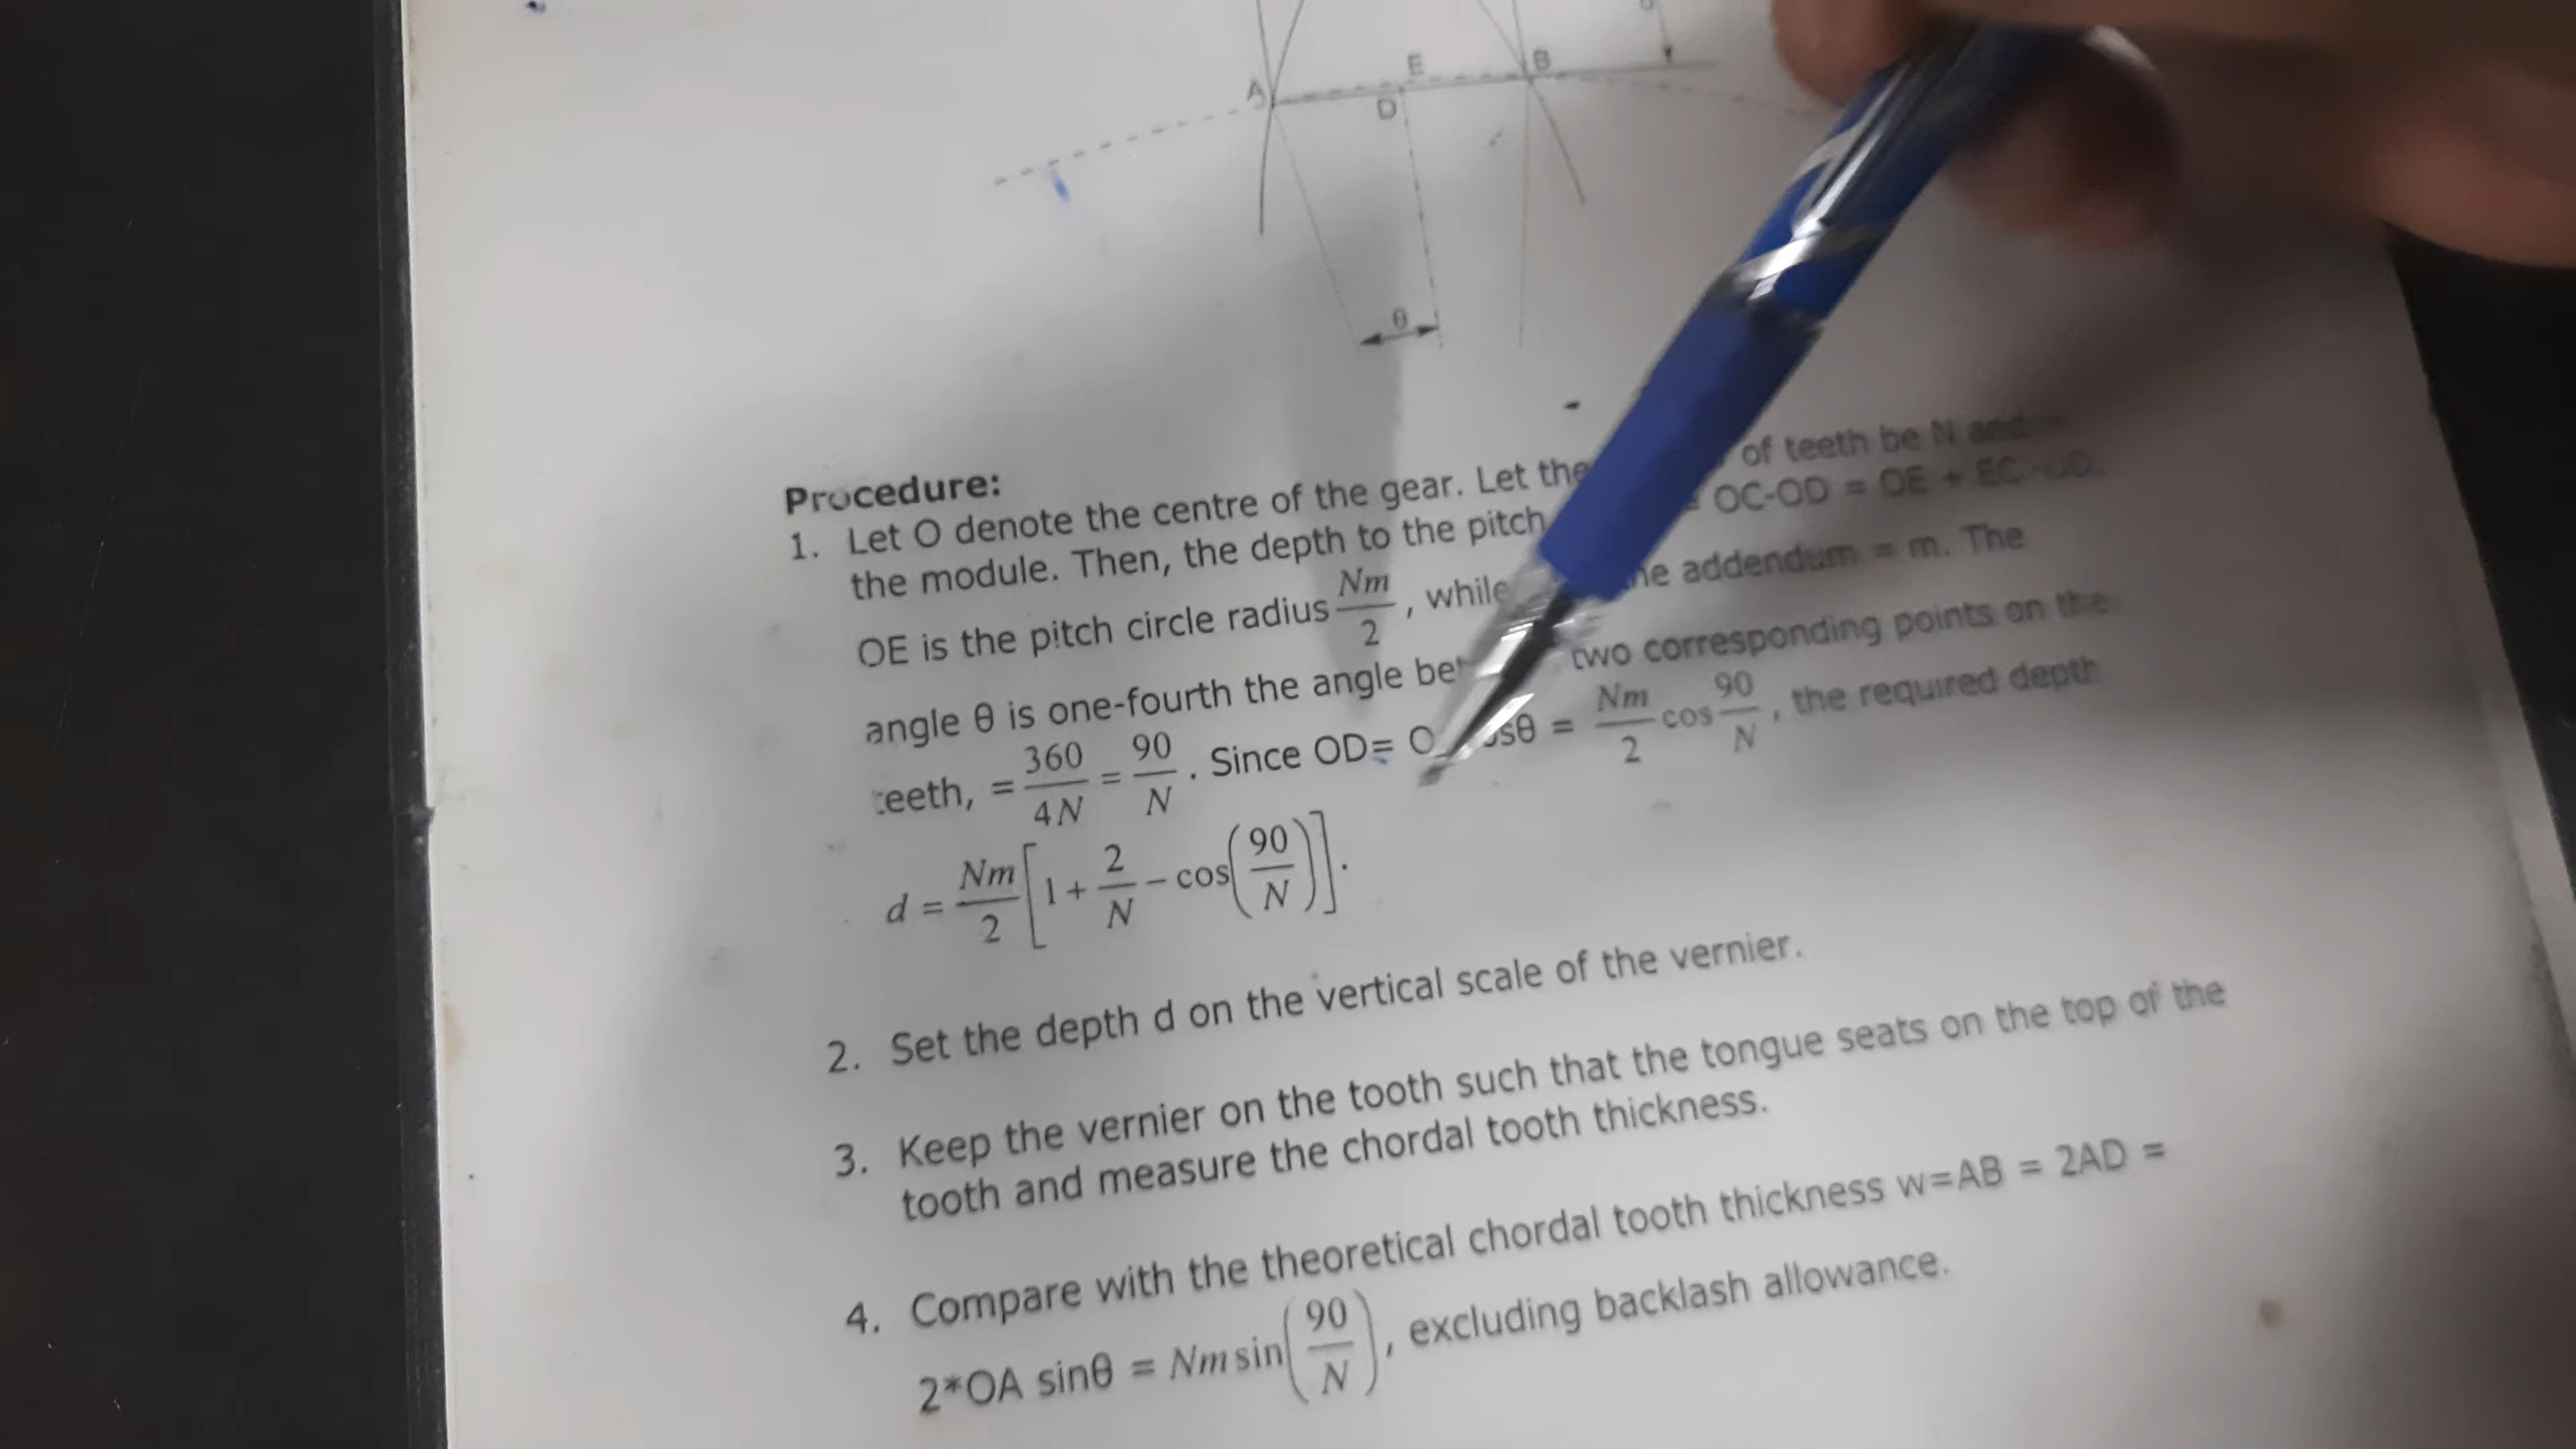 E
B
A
D
θ
Procedure:
1. Let O denote the centre of the gear. Let the of teeth be N and
the module. Then, the depth to the pitch = OC-OD = OE + EC -OD.
OE is the pitch circle radius Nm/2 , while addendum = m. The
angle θ is one-fourth the angle two corresponding points on the
teeth, = 360/4N = 90/N . Since OD= θ = Nm/2 cos 90/N , the required depth
d = Nm/2 [1 + 2/N − cos(90/N)].
2. Set the depth d on the vertical scale of the vernier.
3. Keep the vernier on the tooth such that the tongue seats on the top of the
tooth and measure the chordal tooth thickness.
4. Compare with the theoretical chordal tooth thickness w=AB = 2AD =
2*OA sinθ = Nm sin(90/N), excluding backlash allowance.